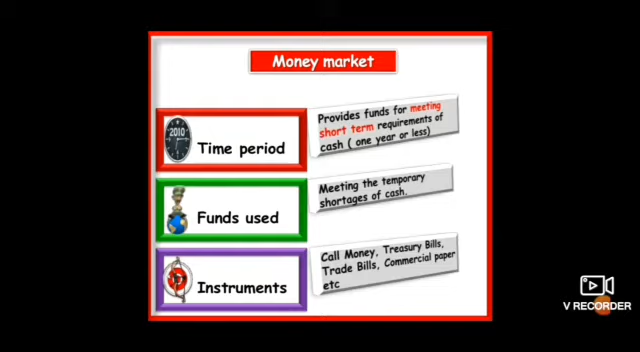 Money market
2010
Time period
Provides funds for meeting
short term requirements of
cash ( one year or less)
Funds used
Meeting the temporary
shortages of cash.
Instruments
Call Money, Treasury Bills,
Trade Bills, Commercial paper
etc
V RECORDER